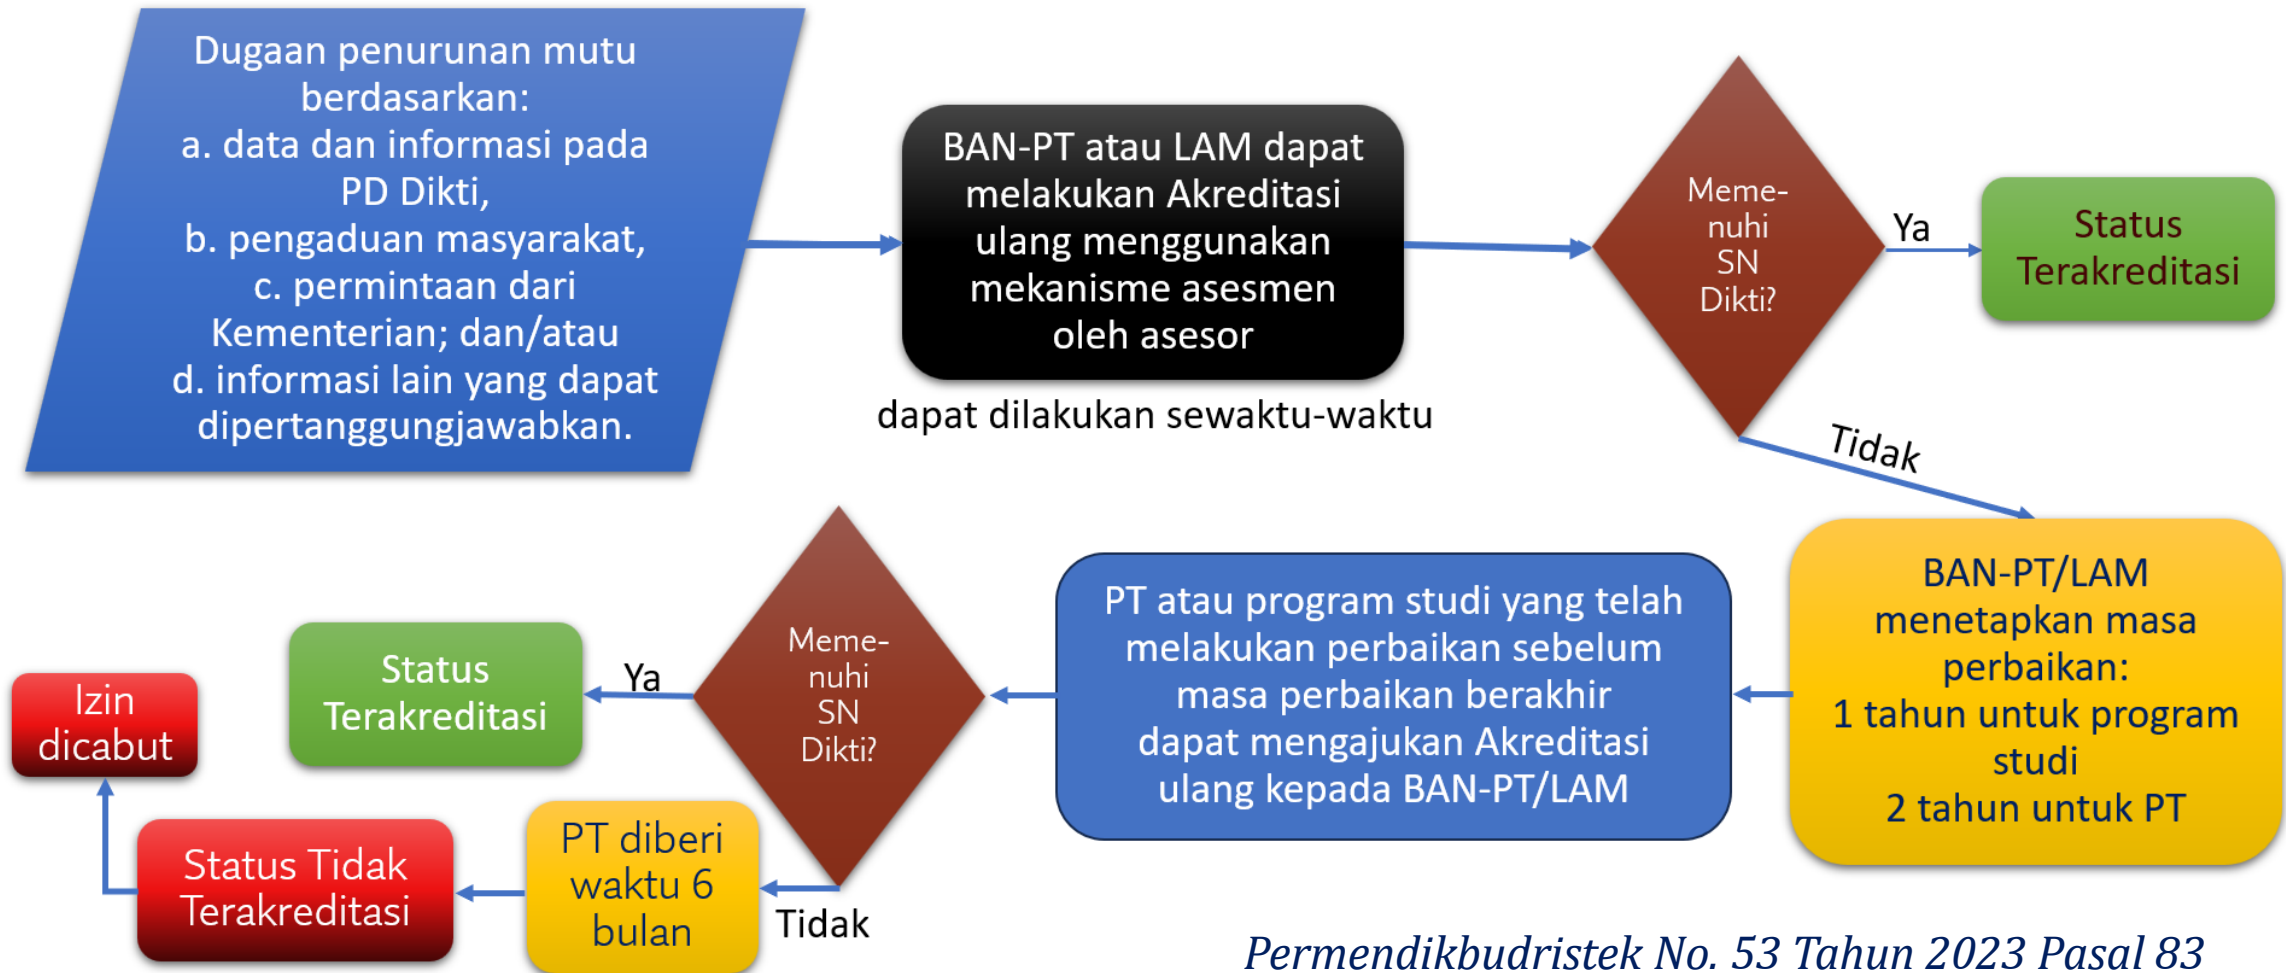 Dugaan penurunan mutu
berdasarkan:
a. data dan informasi pada
PD Dikti,
b. pengaduan masyarakat,
c. permintaan dari
Kementerian; dan/atau
d. informasi lain yang dapat
dipertanggungjawabkan.
BAN-PT atau LAM dapat
melakukan Akreditasi
ulang menggunakan
mekanisme asesmen
oleh asesor
dapat dilakukan sewaktu-waktu
Meme-
nuhi
SN
Dikti?
Ya
Status
Terakreditasi
Tidak
BAN-PT/LAM
menetapkan masa
perbaikan:
1 tahun untuk program
studi
2 tahun untuk PT
PT atau program studi yang telah
melakukan perbaikan sebelum
masa perbaikan berakhir
dapat mengajukan Akreditasi
ulang kepada BAN-PT/LAM
Meme-
nuhi
SN
Dikti?
Ya
Status
Terakreditasi
Tidak
PT diberi
waktu 6
bulan
Status Tidak
Terakreditasi
Izin
dicabut
Permendikbudristek No. 53 Tahun 2023 Pasal 83